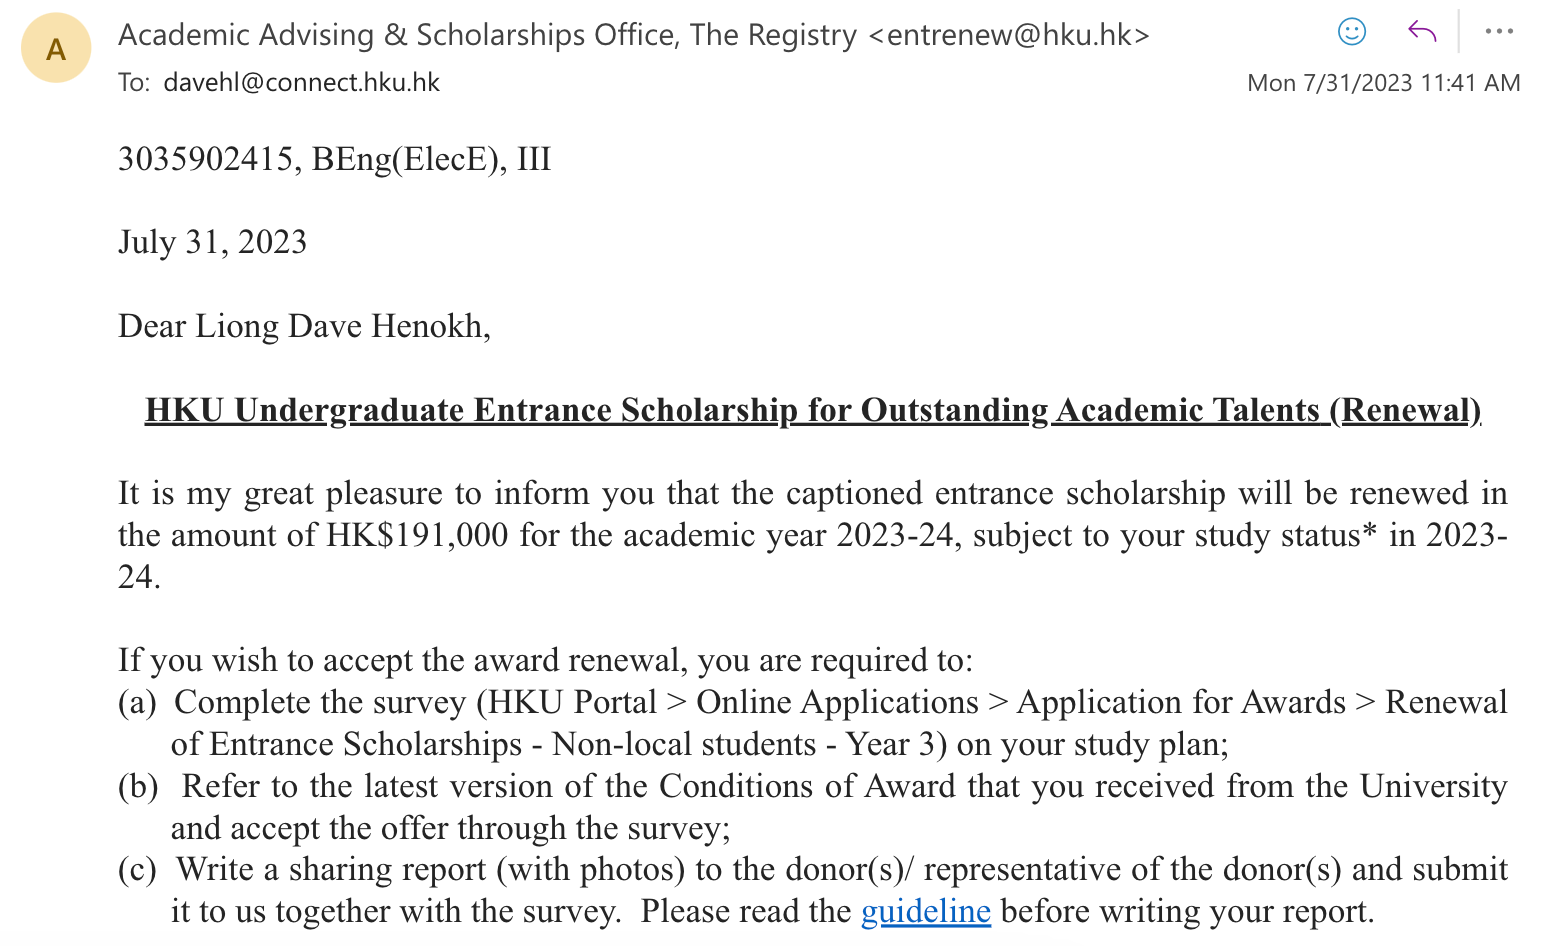 A
Academic Advising & Scholarships Office, The Registry <entrenew@hku.hk>
To: davehl@connect.hku.hk
Mon 7/31/2023 11:41 AM
3035902415, BEng(ElecE), III
July 31, 2023
Dear Liong Dave Henokh,
HKU Undergraduate Entrance Scholarship for Outstanding Academic Talents (Renewal)
It is my great pleasure to inform you that the captioned entrance scholarship will be renewed in
the amount of HK$191,000 for the academic year 2023-24, subject to your study status* in 2023-
24.
If you wish to accept the award renewal, you are required to:
(a) Complete the survey (HKU Portal > Online Applications > Application for Awards > Renewal
of Entrance Scholarships - Non-local students - Year 3) on your study plan;
(b) Refer to the latest version of the Conditions of Award that you received from the University
and accept the offer through the survey;
(c) Write a sharing report (with photos) to the donor(s)/ representative of the donor(s) and submit
it to us together with the survey. Please read the guideline before writing your report.